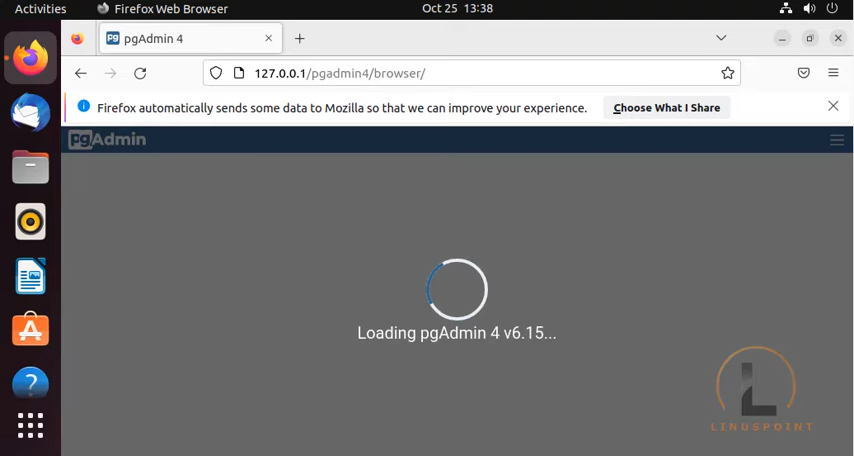 Activities
Firefox Web Browser
Oct 25 13:38
pgAdmin 4
127.0.0.1/pgadmin4/browser/
Firefox automatically sends some data to Mozilla so that we can improve your experience.
Choose What I Share
pgAdmin
Loading pgAdmin 4 v6.15...
L
LINUSPOINT